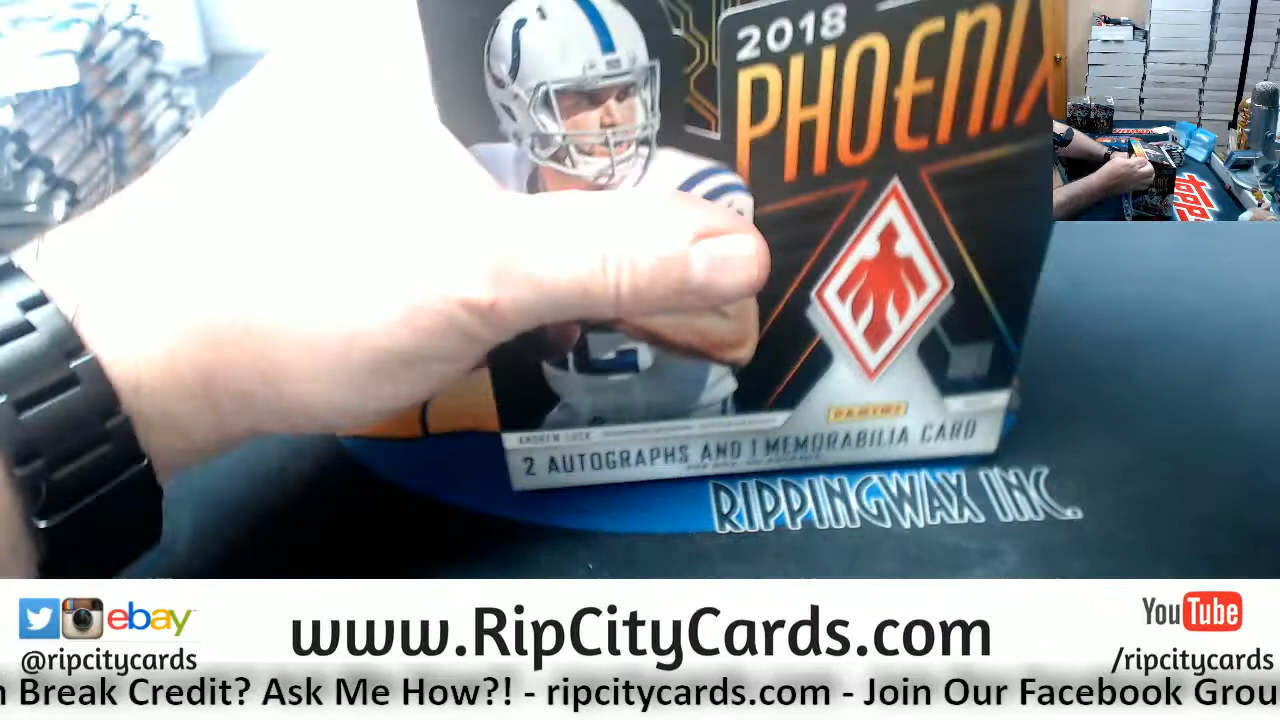 2018
PHOENIX
PANINI
ANDREW LUCK
2 AUTOGRAPHS AND 1 MEMORABILIA CARD
RIPPINGWAX INC.
topps
ebay
@ripcitycards
www.RipCityCards.com
YouTube
/ripcitycards
n Break Credit? Ask Me How?! - ripcitycards.com - Join Our Facebook Grou